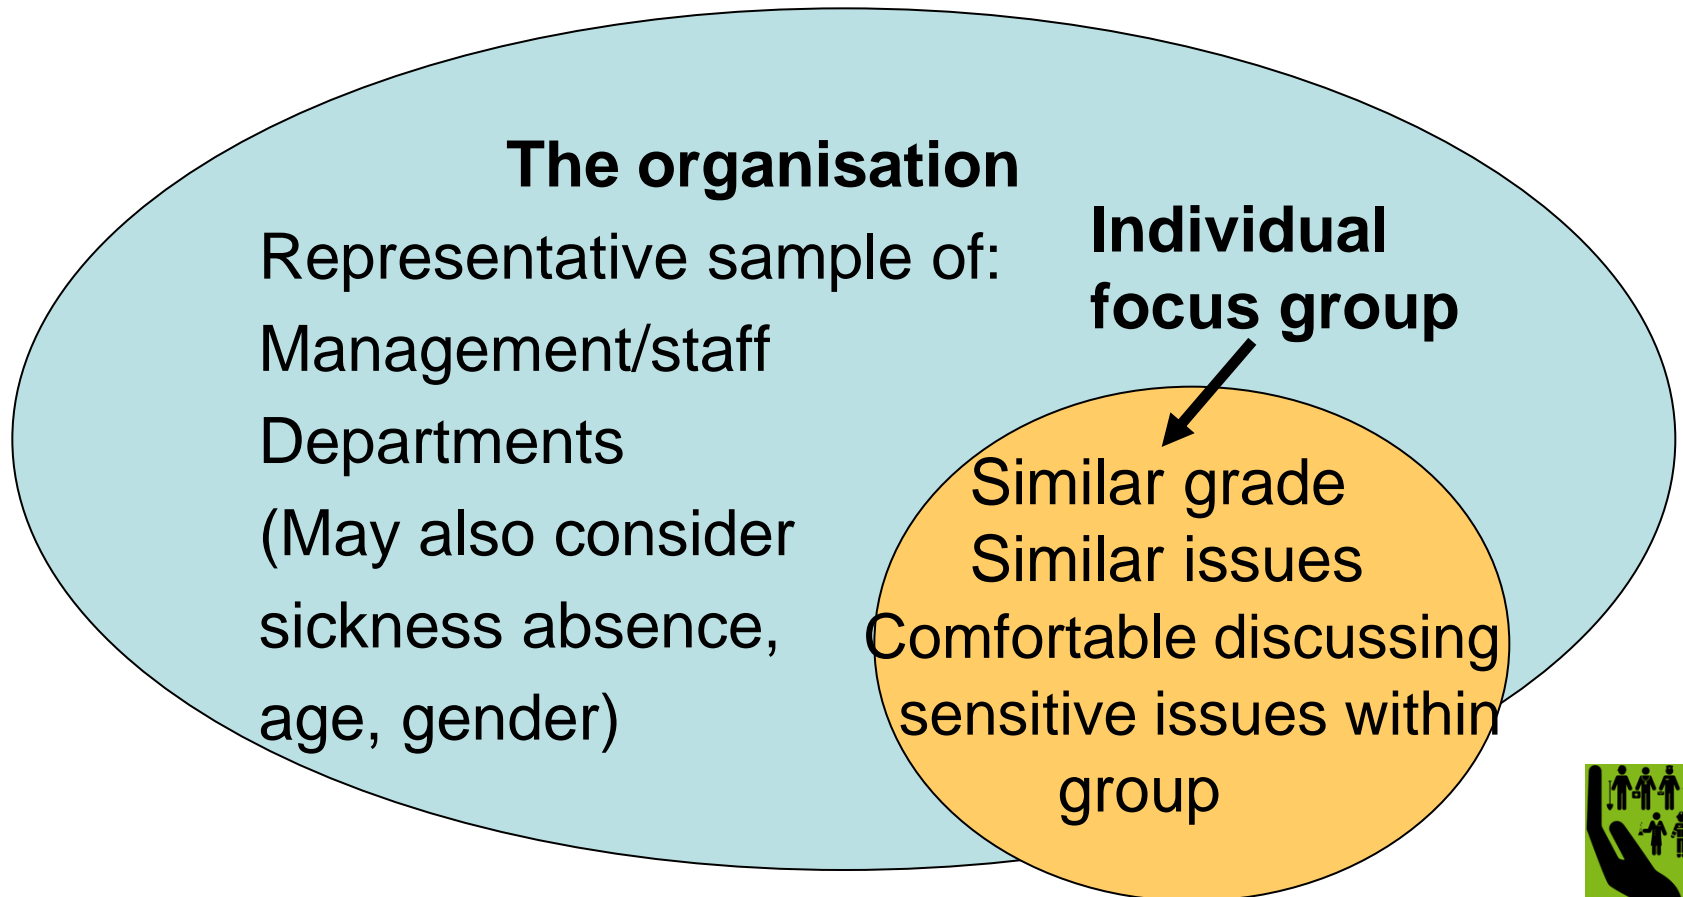 The organisation
Representative sample of:
Management/staff
Departments
(May also consider
sickness absence,
age, gender)
Individual
focus group
Similar grade
Similar issues
Comfortable discussing
sensitive issues within
group